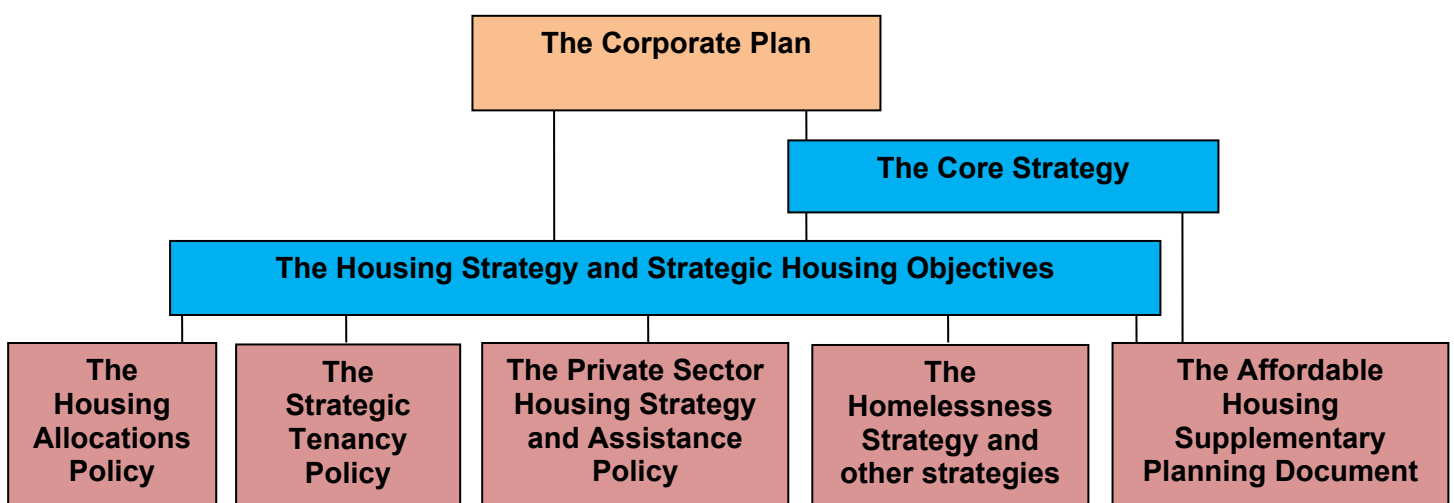 The Corporate Plan
The Core Strategy
The Housing Strategy and Strategic Housing Objectives
The
Housing
Allocations
Policy
The
Strategic
Tenancy
Policy
The Private Sector
Housing Strategy
and Assistance
Policy
The
Homelessness
Strategy and
other strategies
The Affordable
Housing
Supplementary
Planning Document